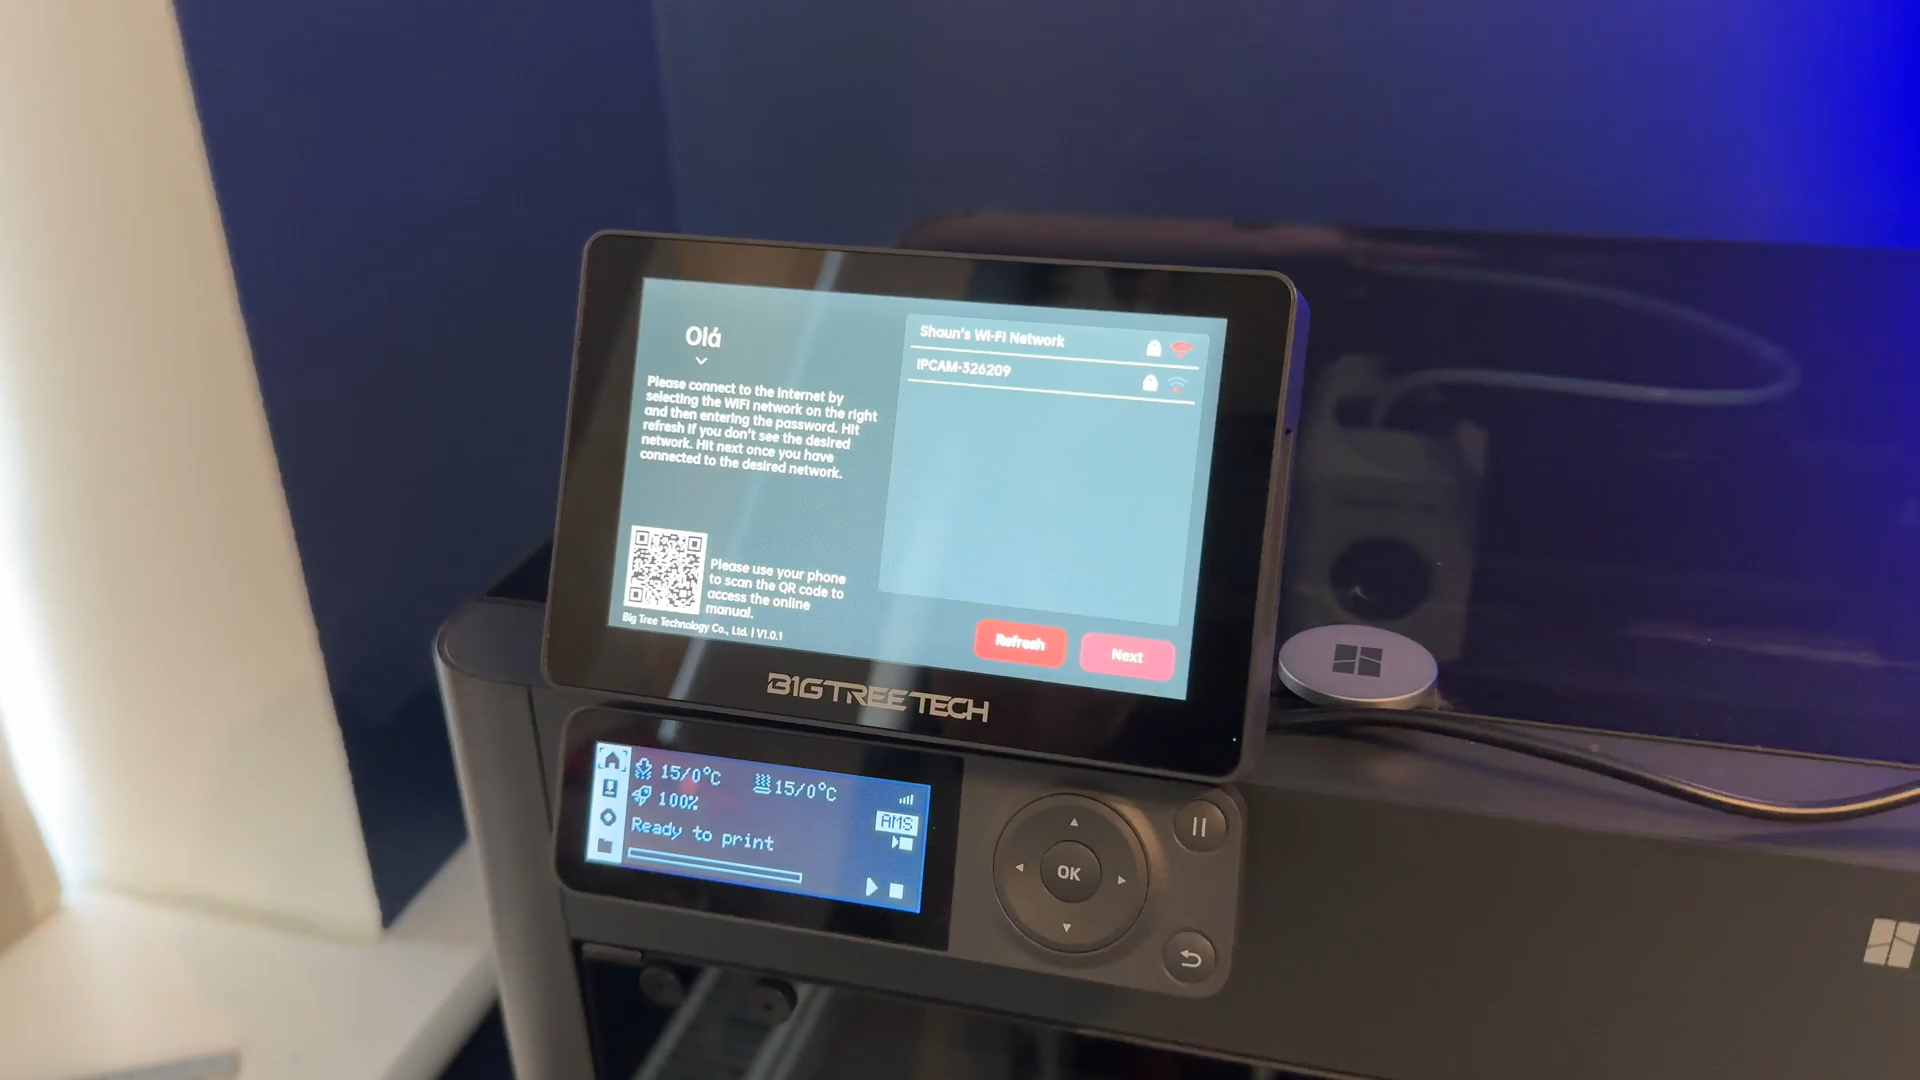 Olá
Please connect to the internet by
selecting the WIFI network on the right
and then entering the password. Hit
refresh if you don't see the desired
network. Hit next once you have
connected to the desired network.
Shaun's Wi-Fi Network
IPCAM-326209
Please use your phone
to scan the QR code to
access the online
manual.
Big Tree Technology Co., Ltd. | V1.0.1
Refresh
Next
BIGTREETECH
15/0°C
15/0°C
100%
AMS
Ready to print
OK